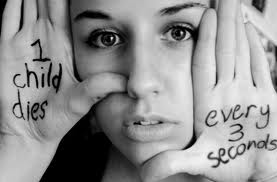 1
child
dies
every
3
seconds